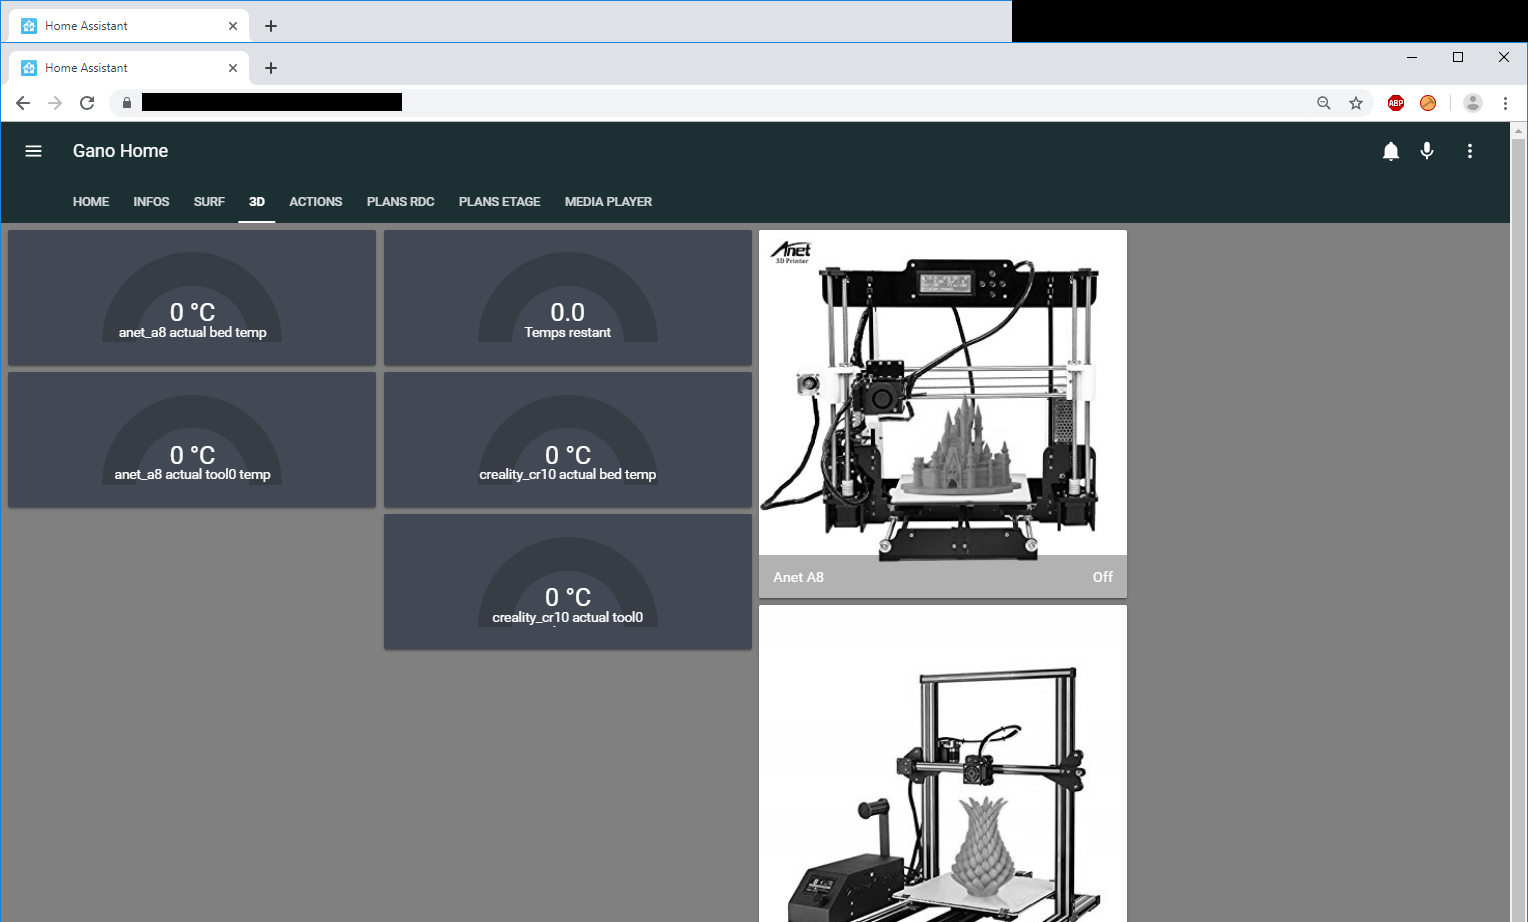 Home Assistant
Home Assistant
ABP
Gano Home
HOME INFOS SURF 3D ACTIONS PLANS RDC PLANS ETAGE MEDIA PLAYER
0 °C
anet_a8 actual bed temp
0.0
Temps restant
0 °C
anet_a8 actual tool0 temp
0 °C
creality_cr10 actual bed temp
0 °C
creality_cr10 actual tool0
Anet
3D Printer
Anet A8 Off